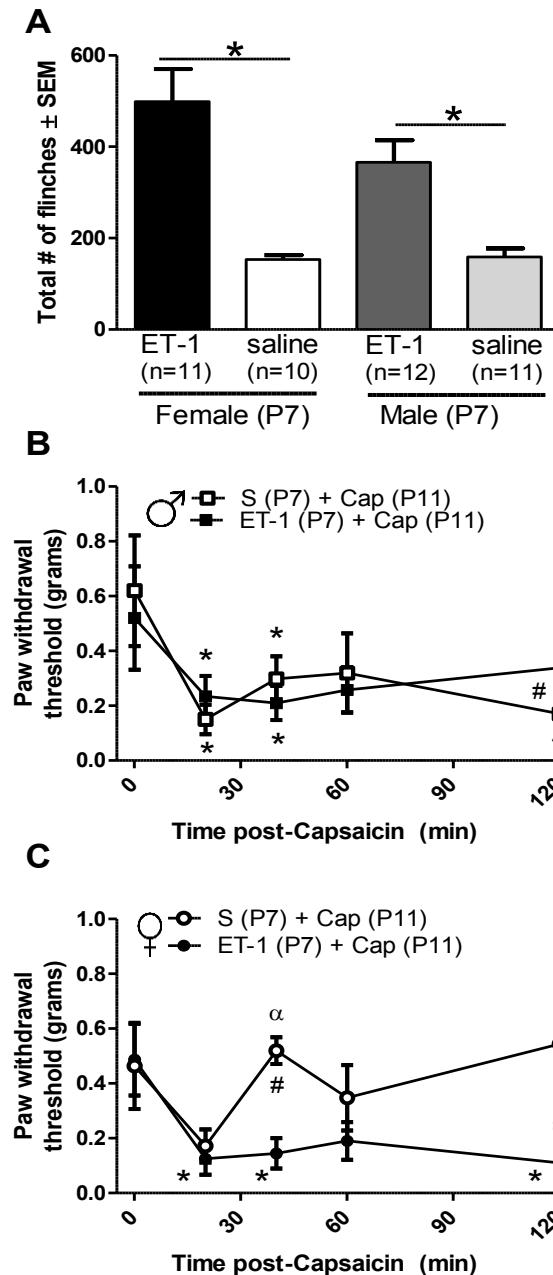 A
Total # of flinches ± SEM
600
400
200
0
*
*
ET-1 saline ET-1 saline
(n=11) (n=10) (n=12) (n=11)
Female (P7) Male (P7)
B
Paw withdrawal
threshold (grams)
1.0
0.8
0.6
0.4
0.2
0.0
♂ S (P7) + Cap (P11)
ET-1 (P7) + Cap (P11)
* *
#
* *
0 30 60 90 120
Time post-Capsaicin (min)
C
Paw withdrawal
threshold (grams)
1.0
0.8
0.6
0.4
0.2
0.0
♀ S (P7) + Cap (P11)
ET-1 (P7) + Cap (P11)
α
#
* * *
0 30 60 90 120
Time post-Capsaicin (min)